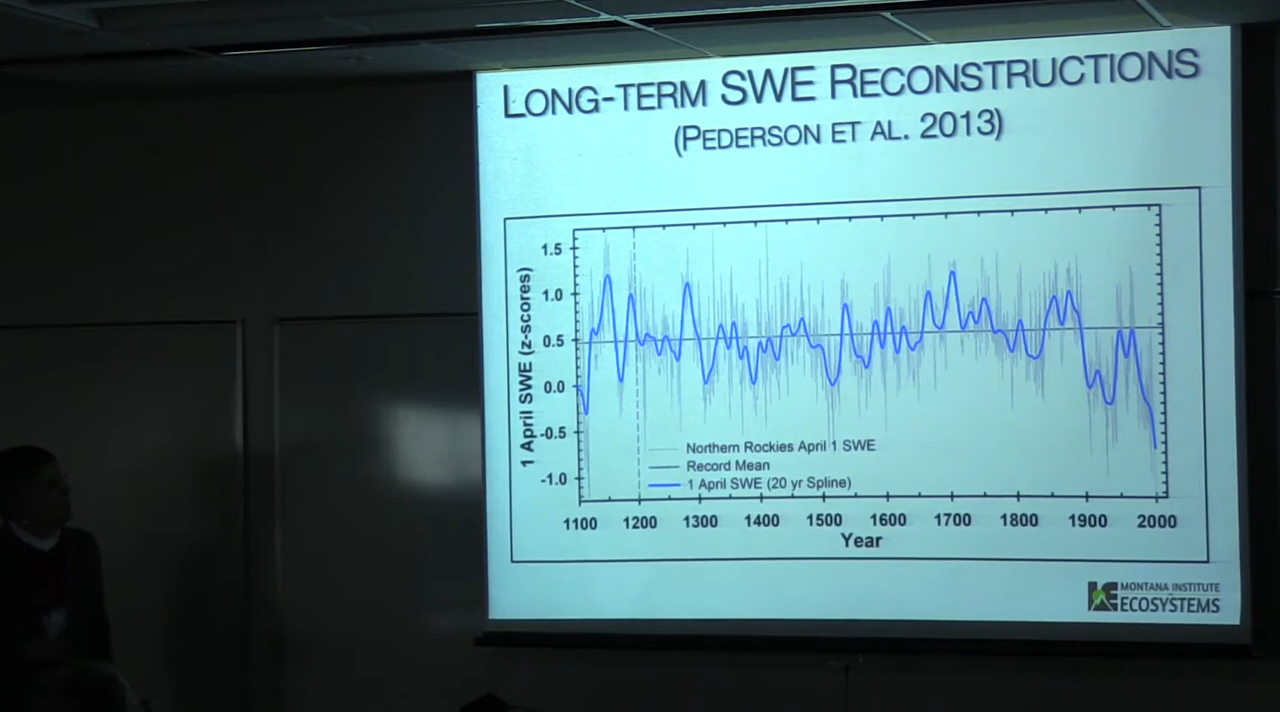 LONG-TERM SWE RECONSTRUCTIONS
(PEDERSON ET AL. 2013)
1.5
1.0
0.5
0.0
-0.5
-1.0
1 April SWE (z-scores)
Northern Rockies April 1 SWE
Record Mean
1 April SWE (20 yr Spline)
1100 1200 1300 1400 1500 1600 1700 1800 1900 2000
Year
MONTANA INSTITUTE
ECOSYSTEMS